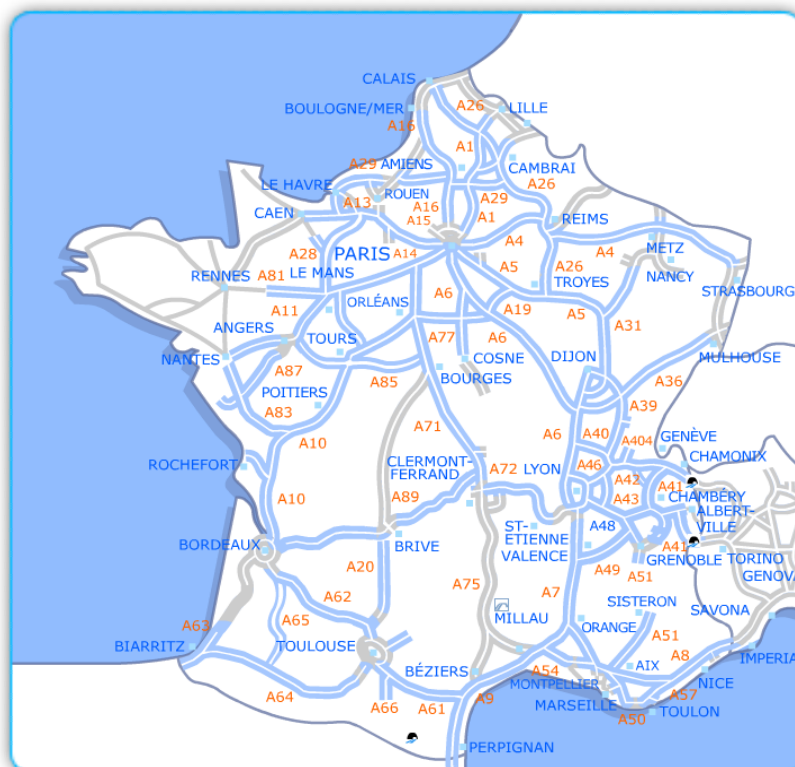 CALAIS
BOULOGNE/MER
A26
LILLE
A16
A1
A29
AMIENS
CAMBRAI
LE HAVRE
ROUEN
A29
A26
A13
A16
CAEN
A15
A1
REIMS
A28
PARIS
A14
A4
A4
METZ
RENNES
A81
LE MANS
A5
A26
TROYES
NANCY
STRASBOURG
A11
ORLÉANS
A6
A19
A5
A31
ANGERS
TOURS
A77
A6
NANTES
A87
COSNE
DIJON
MULHOUSE
A85
BOURGES
A36
POITIERS
A83
A39
A71
A10
A6
A40
A404
GENÈVE
ROCHEFORT
CLERMONT-
FERRAND
A72
LYON
A46
CHAMONIX
A42
A41
A10
A89
A43
CHAMBÉRY
ALBERT-
VILLE
ST-
ETIENNE
A48
BORDEAUX
BRIVE
VALENCE
A41
GRENOBLE
TORINO
A20
A49
A51
GENOVA
A62
A75
A7
SISTERON
SAVONA
A65
MILLAU
ORANGE
A63
A51
BIARRITZ
TOULOUSE
A8
IMPERIA
BÉZIERS
A54
AIX
NICE
MONTPELLIER
A64
A9
A57
A66
A61
MARSEILLE
A50
TOULON
PERPIGNAN